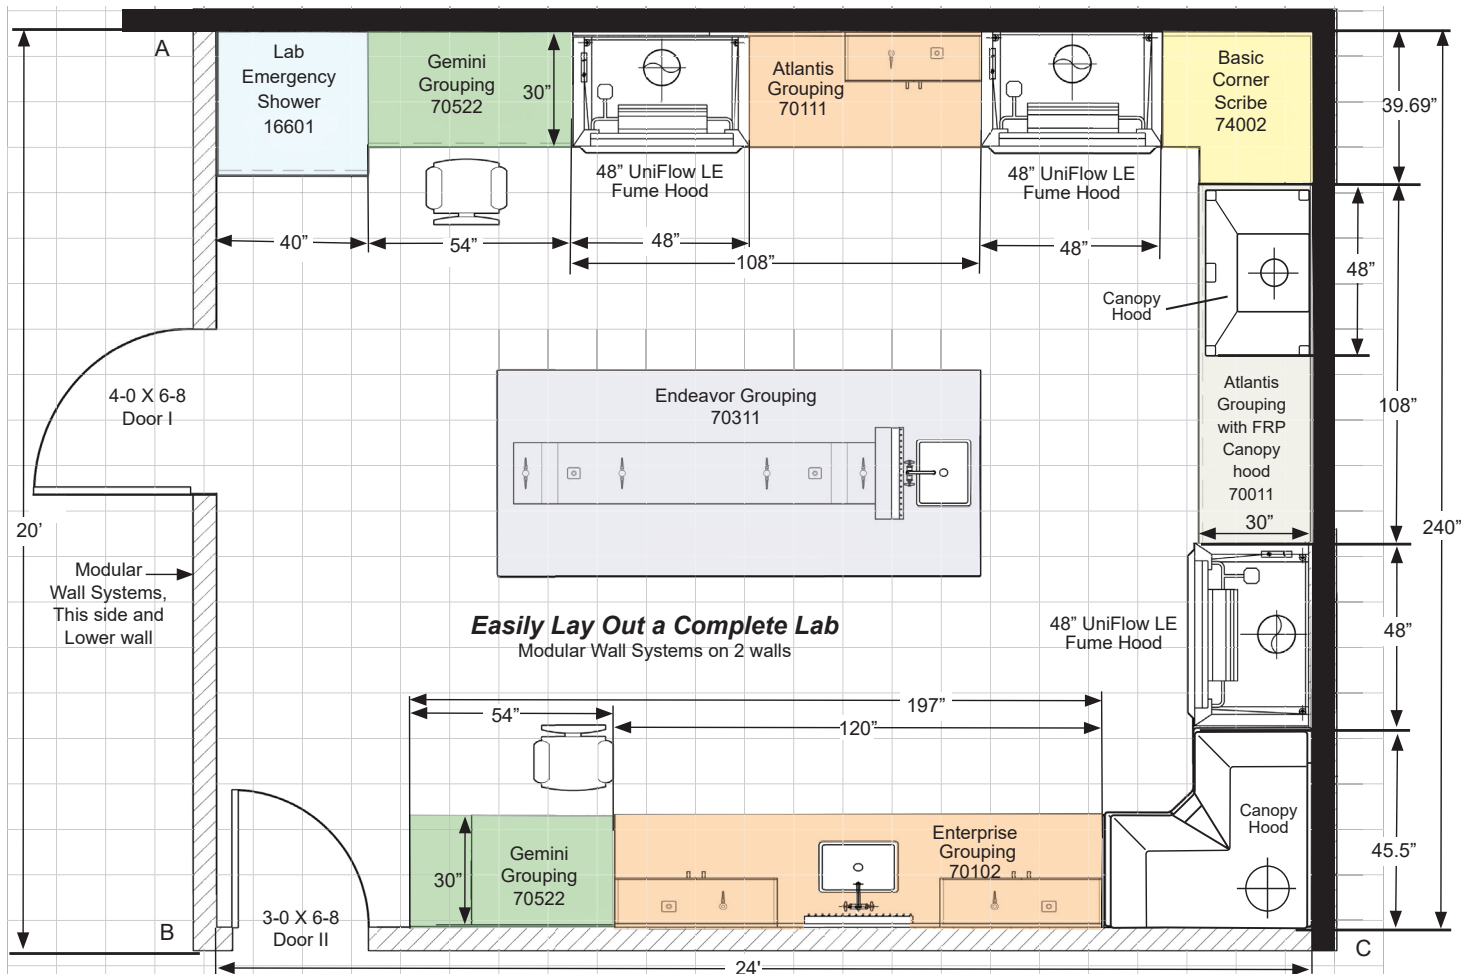 A
Lab
Emergency
Shower
16601
Gemini
Grouping
70522
30”
Atlantis
Grouping
70111
Basic
Corner
Scribe
74002
39.69”
48” UniFlow LE
Fume Hood
48” UniFlow LE
Fume Hood
40”
54”
48”
108”
48”
48”
Canopy
Hood
4-0 X 6-8
Door I
Endeavor Grouping
70311
Atlantis
Grouping
with FRP
Canopy
hood
70011
30”
108”
20’
240”
Modular
Wall Systems,
This side and
Lower wall
Easily Lay Out a Complete Lab
Modular Wall Systems on 2 walls
48” UniFlow LE
Fume Hood
48”
197”
54”
120”
Canopy
Hood
Gemini
Grouping
70522
30”
Enterprise
Grouping
70102
45.5”
3-0 X 6-8
Door II
B
C
24'